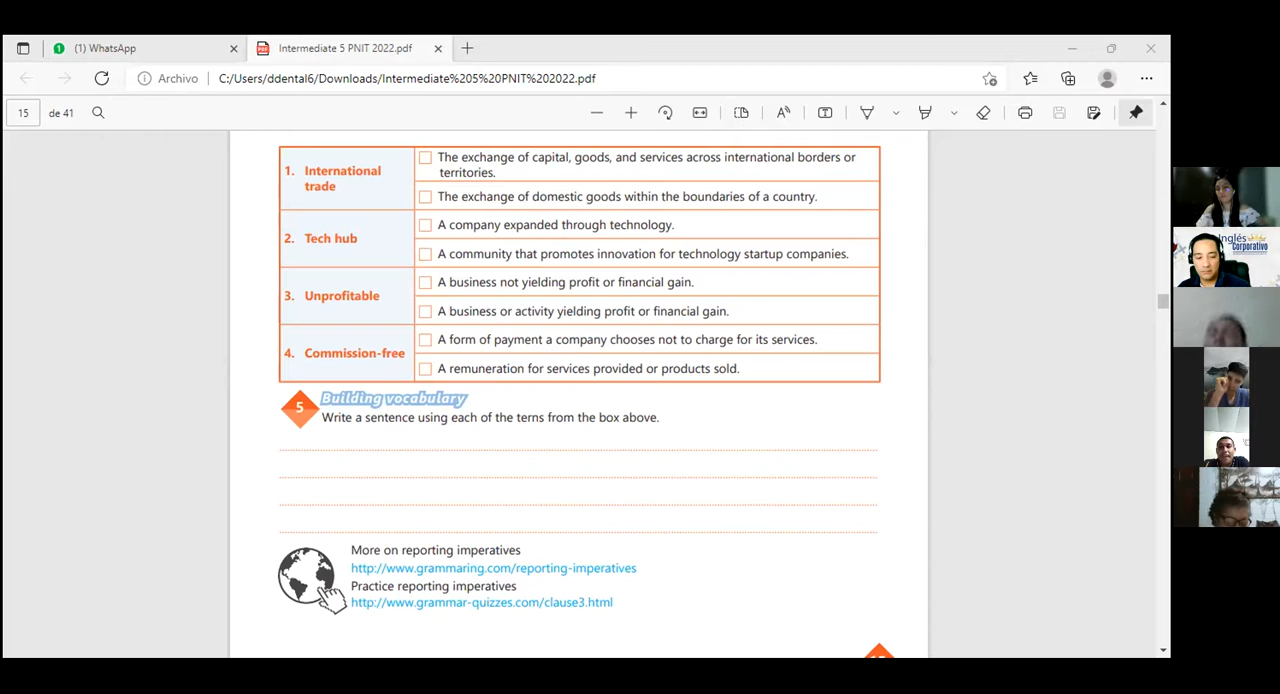 (1) WhatsApp
Intermediate 5 PNIT 2022.pdf
Archivo
C:/Users/ddental6/Downloads/Intermediate%205%20PNIT%202022.pdf
15
de 41
1. International trade
The exchange of capital, goods, and services across international borders or
territories.
The exchange of domestic goods within the boundaries of a country.
2. Tech hub
A company expanded through technology.
A community that promotes innovation for technology startup companies.
3. Unprofitable
A business not yielding profit or financial gain.
A business or activity yielding profit or financial gain.
4. Commission-free
A form of payment a company chooses not to charge for its services.
A remuneration for services provided or products sold.
5
Building vocabulary
Write a sentence using each of the terns from the box above.
More on reporting imperatives
http://www.grammaring.com/reporting-imperatives
Practice reporting imperatives
http://www.grammar-quizzes.com/clause3.html
Inglés
Corporativo